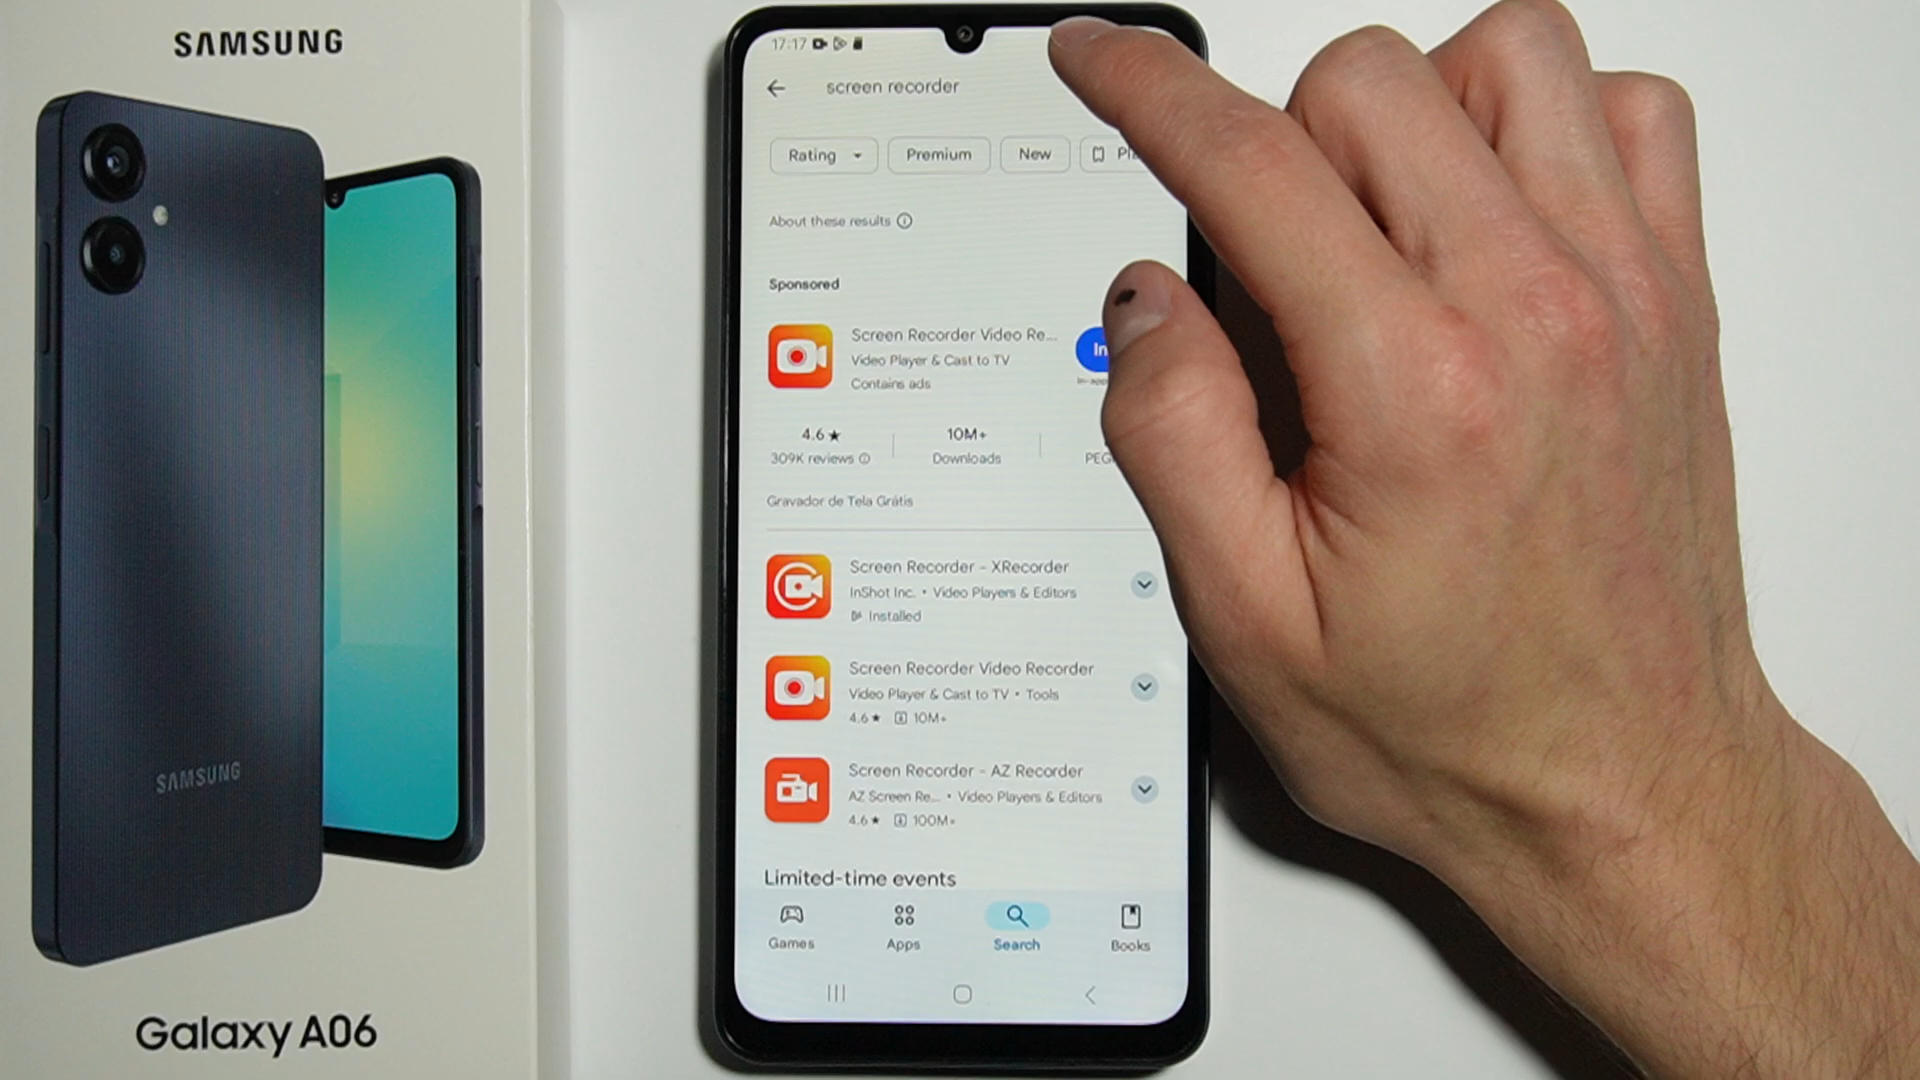 SAMSUNG
SAMSUNG
Galaxy A06
17:17
screen recorder
Rating
Premium
New
About these results
Sponsored
Screen Recorder Video Re...
Video Player & Cast to TV
Contains ads
4.6★
309K reviews
10M+
Downloads
Gravador de Tela Grátis
Screen Recorder - XRecorder
InShot Inc. • Video Players & Editors
Installed
Screen Recorder Video Recorder
Video Player & Cast to TV • Tools
4.6★ 10M+
Screen Recorder - AZ Recorder
AZ Screen Re... • Video Players & Editors
4.6★ 100M+
Limited-time events
Games
Apps
Search
Books